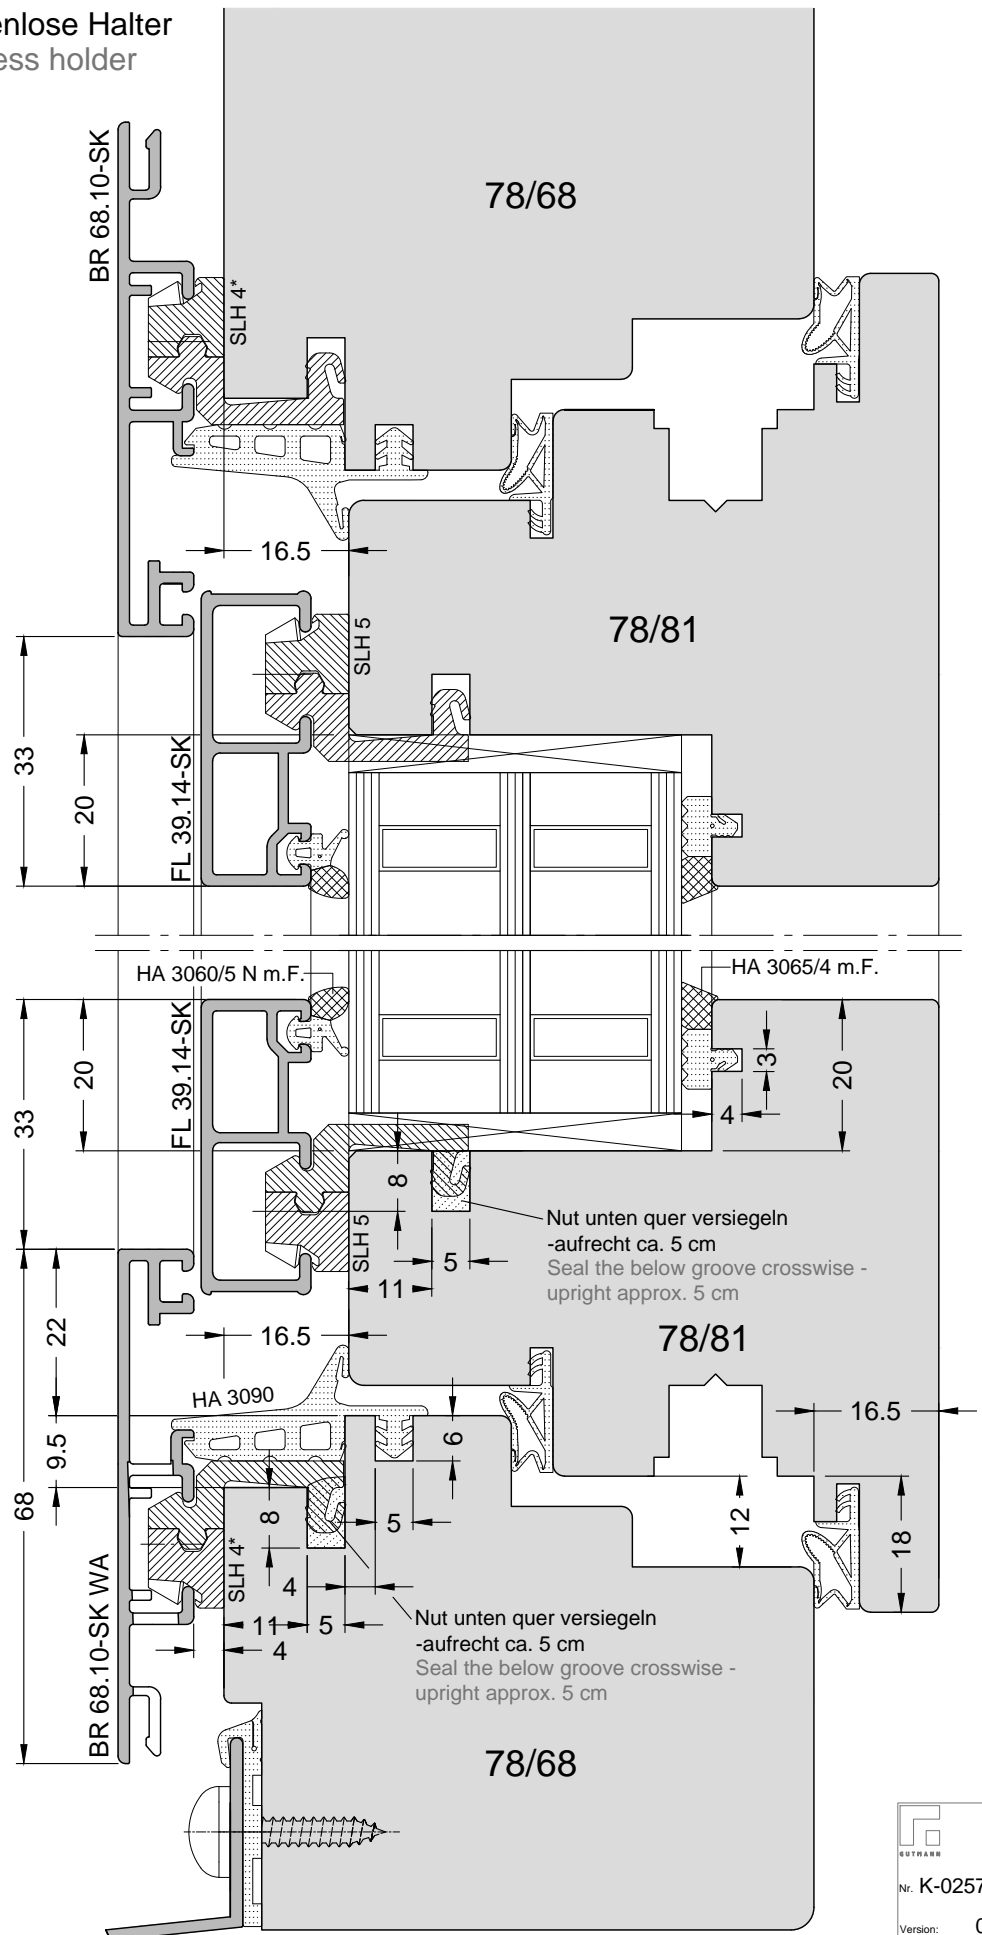 enlose Halter
ess holder
BR 68.10-SK
78/68
SLH 4*
16.5
78/81
SLH 5
33
20
FL 39.14-SK
HA 3060/5 N m.F.
HA 3065/4 m.F.
FL 39.14-SK
20
33
3
4
20
8
Nut unten quer versiegeln
-aufrecht ca. 5 cm
Seal the below groove crosswise -
upright approx. 5 cm
5
SLH 5
11
22
16.5
78/81
HA 3090
16.5
9.5
6
68
8
5
12
18
SLH 4*
4
11
5
4
Nut unten quer versiegeln
-aufrecht ca. 5 cm
Seal the below groove crosswise -
upright approx. 5 cm
BR 68.10-SK WA
78/68
GUTMANN
Nr. K-0257
Version: 0